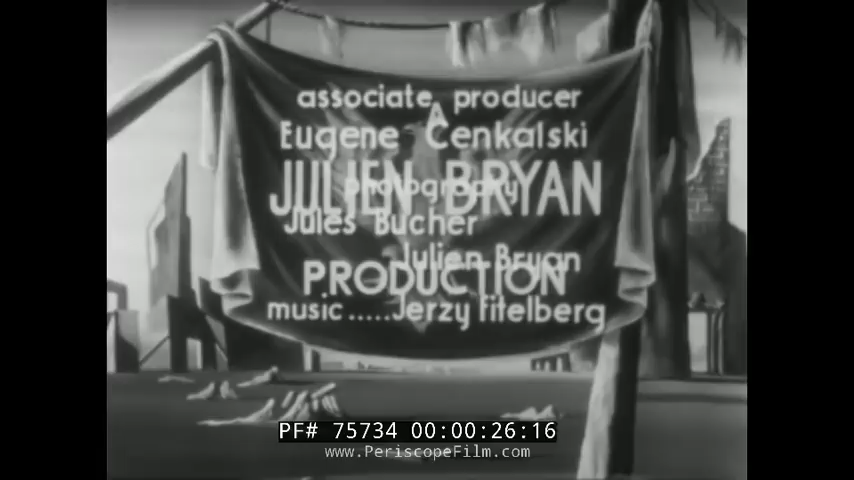 associate producer
A
Eugene Cenkalski
JULIEN BRYAN
photography
Jules Bucher
Julien Bryan
PRODUCTION
music.....Jerzy Fitelberg
PF# 75734 00:00:26:16
www.PeriscopeFilm.com